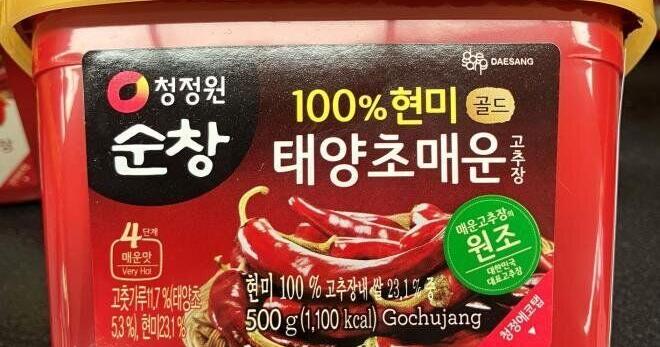 DAESANG
청정원
순창
100%현미 골드
태양초매운 고추장
4단계
매운맛
Very Hot
매운고추장의
원조
대한민국
대표고추장
고춧가루11.7%(태양초
5.3%), 현미23.1%
현미 100 % 고추장내 쌀 23.1% 중
500 g (1,100 kcal) Gochujang
청정에코탭